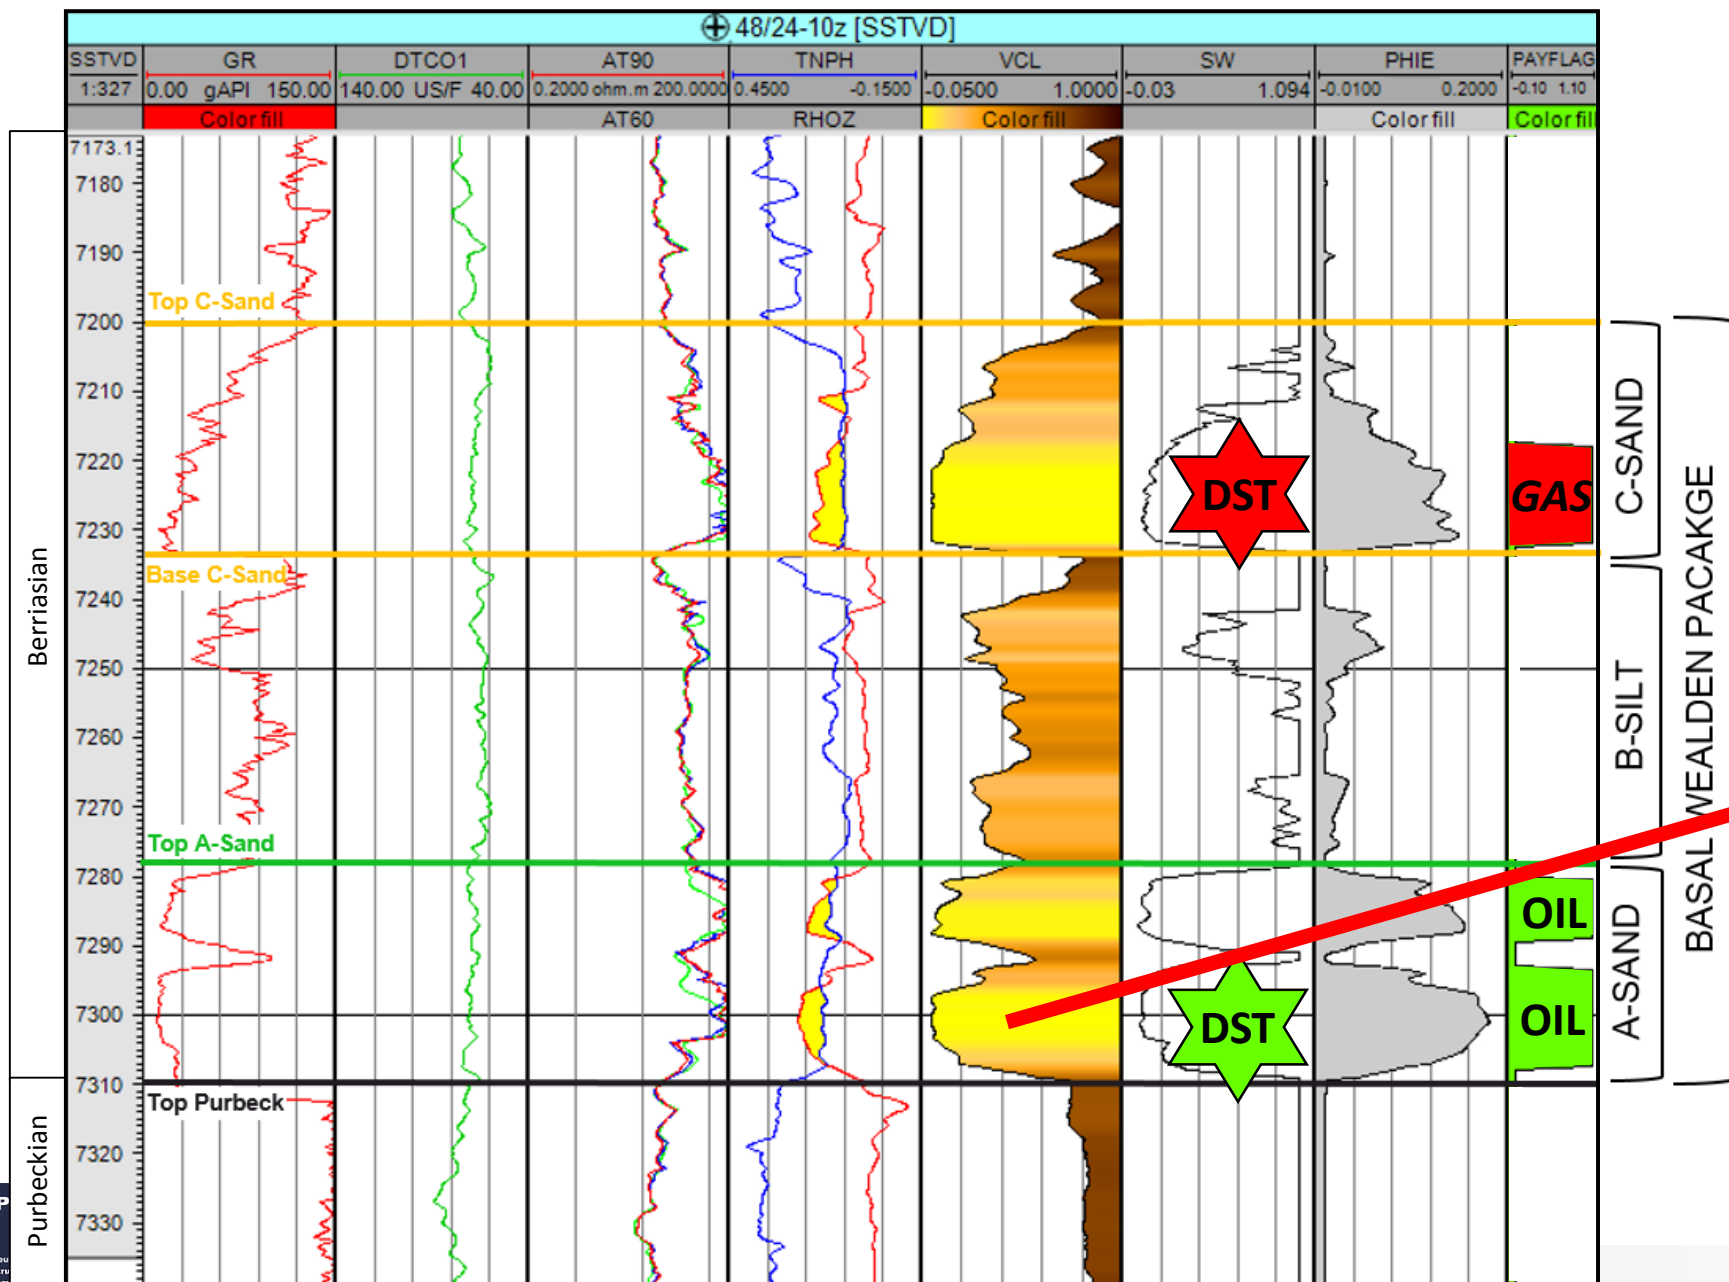 48/24-10z [SSTVD]
SSTVD GR DTCO1 AT90 TNPH VCL SW PHIE PAYFLAG
1:327 0.00 gAPI 150.00 140.00 US/F 40.00 0.2000 ohm.m 200.0000 0.4500 -0.1500 -0.0500 1.0000 -0.03 1.094 -0.0100 0.2000 -0.10 1.10
Color fill AT60 RHOZ Color fill Color fill Color fill
7173.1
7180
7190
Top C-Sand
7200
7210
7220
DST
GAS
7230
C-SAND
Base C-Sand
7240
7250
B-SILT
7260
7270
Top A-Sand
7280
OIL
7290
7300
DST
OIL
A-SAND
BASAL WEALDEN PACAKGE
Berriasian
7310
Top Purbeck
7320
7330
Purbeckian